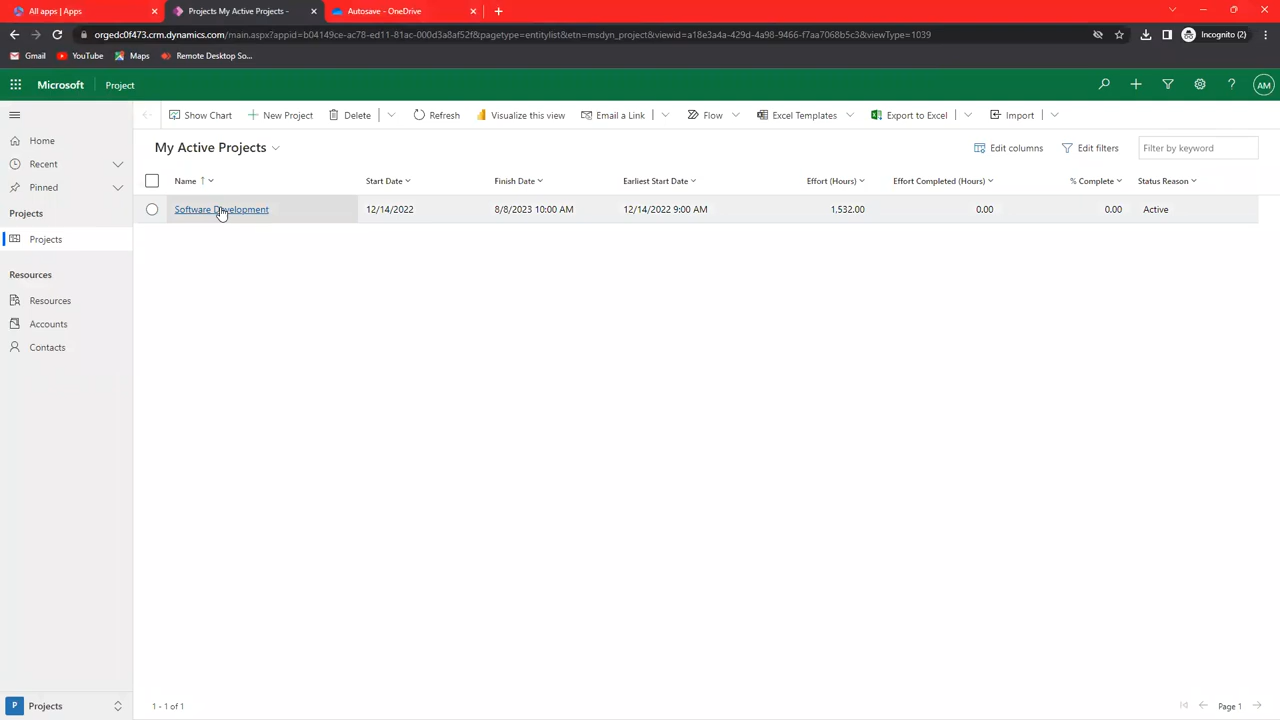 All apps | Apps
Projects My Active Projects -
Autosave - OneDrive
orgedc0f473.crm.dynamics.com/main.aspx?appid=b04149ce-ac78-ed11-81ac-000d3a8af52f&pagetype=entitylist&etn=msdyn_project&viewid=a18e3a4a-429d-4a98-9466-f7aa7068b5c3&viewType=1039
Incognito (2)
Gmail
YouTube
Maps
Remote Desktop So...
Microsoft
Project
AM
Show Chart
New Project
Delete
Refresh
Visualize this view
Email a Link
Flow
Excel Templates
Export to Excel
Import
Home
Recent
Pinned
Projects
Projects
Resources
Resources
Accounts
Contacts
My Active Projects
Edit columns
Edit filters
Filter by keyword
Name
Start Date
Finish Date
Earliest Start Date
Effort (Hours)
Effort Completed (Hours)
% Complete
Status Reason
Software Development
12/14/2022
8/8/2023 10:00 AM
12/14/2022 9:00 AM
1,532.00
0.00
0.00
Active
P
Projects
1 - 1 of 1
Page 1